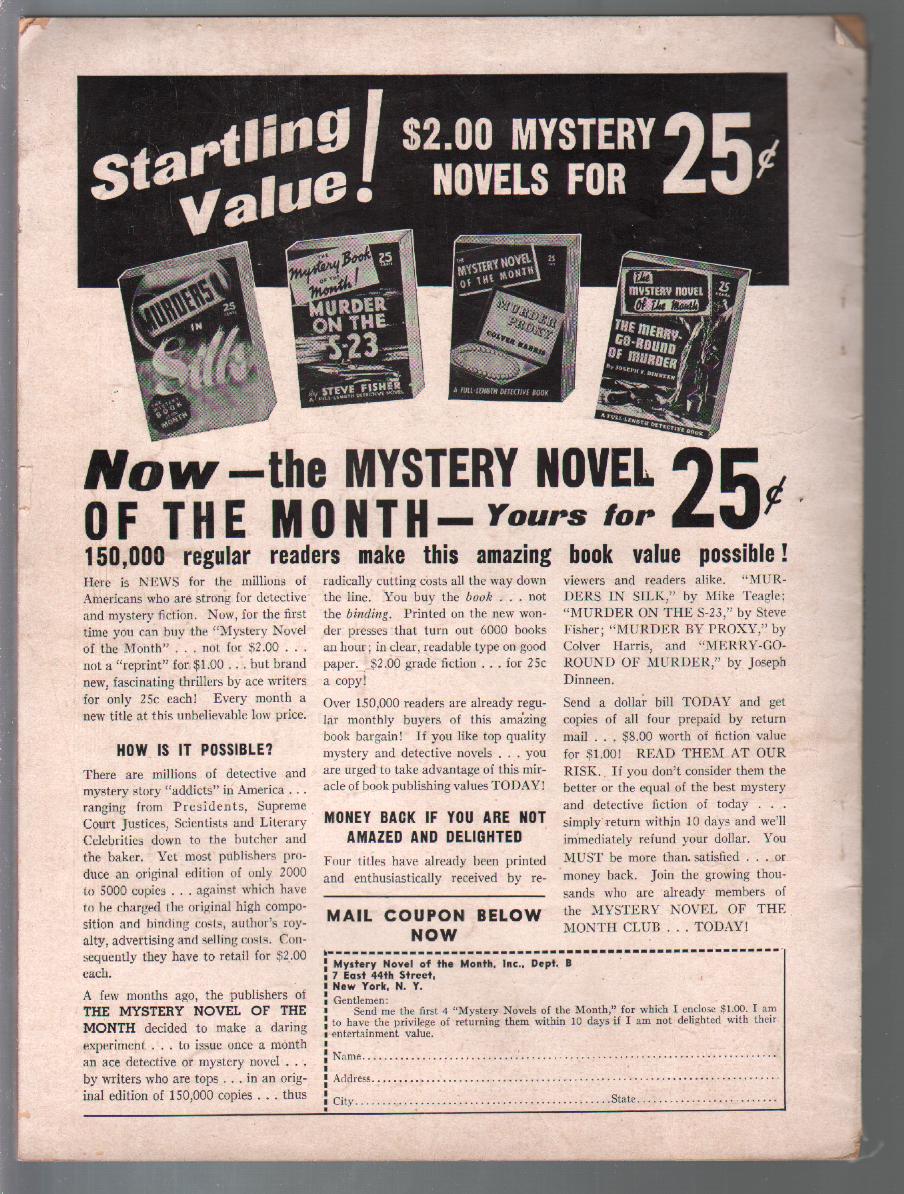 Startling
Value!
$2.00 MYSTERY
NOVELS FOR
25¢
MURDERS
IN
Silk
25
CENTS
MYSTERY
BOOK
OF THE
MONTH
THE
Mystery Book
OF THE
Month!
25
CENTS
MURDER
ON THE
S-23
By STEVE FISHER
A FULL-LENGTH DETECTIVE NOVEL
THE
MYSTERY NOVEL
OF THE MONTH
25
MURDER
PROXY
COLVER HARRIS
A FULL-LENGTH DETECTIVE BOOK
The
MYSTERY NOVEL
Of The Month
25
CENTS
THE MERRY-
GO-ROUND
OF MURDER
By JOSEPH F. DINNEEN
A FULL-LENGTH DETECTIVE BOOK
Now—the MYSTERY NOVEL
OF THE MONTH—Yours for
25¢
150,000 regular readers make this amazing book value possible!
Here is NEWS for the millions of
Americans who are strong for detective
and mystery fiction. Now, for the first
time you can buy the "Mystery Novel
of the Month" . . . not for $2.00 . . .
not a "reprint" for $1.00 . . . but brand
new, fascinating thrillers by ace writers
for only 25c each! Every month a
new title at this unbelievable low price.
HOW IS IT POSSIBLE?
There are millions of detective and
mystery story "addicts" in America . . .
ranging from Presidents, Supreme
Court Justices, Scientists and Literary
Celebrities down to the butcher and
the baker. Yet most publishers pro-
duce an original edition of only 2000
to 5000 copies . . . against which have
to be charged the original high compo-
sition and binding costs, author's roy-
alty, advertising and selling costs. Con-
sequently they have to retail for $2.00
each.
A few months ago, the publishers of
THE MYSTERY NOVEL OF THE
MONTH decided to make a daring
experiment . . . to issue once a month
an ace detective or mystery novel . . .
by writers who are tops . . . in an orig-
inal edition of 150,000 copies . . . thus
radically cutting costs all the way down
the line. You buy the book . . . not
the binding. Printed on the new won-
der presses that turn out 6000 books
an hour; in clear, readable type on good
paper. $2.00 grade fiction . . . for 25c
a copy!
Over 150,000 readers are already regu-
lar monthly buyers of this amazing
book bargain! If you like top quality
mystery and detective novels . . . you
are urged to take advantage of this mir-
acle of book publishing values TODAY!
MONEY BACK IF YOU ARE NOT
AMAZED AND DELIGHTED
Four titles have already been printed
and enthusiastically received by re-
viewers and readers alike. "MUR-
DERS IN SILK," by Mike Teagle;
"MURDER ON THE S-23," by Steve
Fisher; "MURDER BY PROXY," by
Colver Harris, and "MERRY-GO-
ROUND OF MURDER," by Joseph
Dinneen.
Send a dollar bill TODAY and get
copies of all four prepaid by return
mail . . . $8.00 worth of fiction value
for $1.00! READ THEM AT OUR
RISK. If you don't consider them the
better or the equal of the best mystery
and detective fiction of today . . .
simply return within 10 days and we'll
immediately refund your dollar. You
MUST be more than satisfied . . . or
money back. Join the growing thou-
sands who are already members of
the MYSTERY NOVEL OF THE
MONTH CLUB . . . TODAY!
MAIL COUPON BELOW
NOW
Mystery Novel of the Month, Inc., Dept. B
7 East 44th Street,
New York, N. Y.
Gentlemen:
Send me the first 4 "Mystery Novels of the Month," for which I enclose $1.00. I am
to have the privilege of returning them within 10 days if I am not delighted with their
entertainment value.
Name
Address
City State